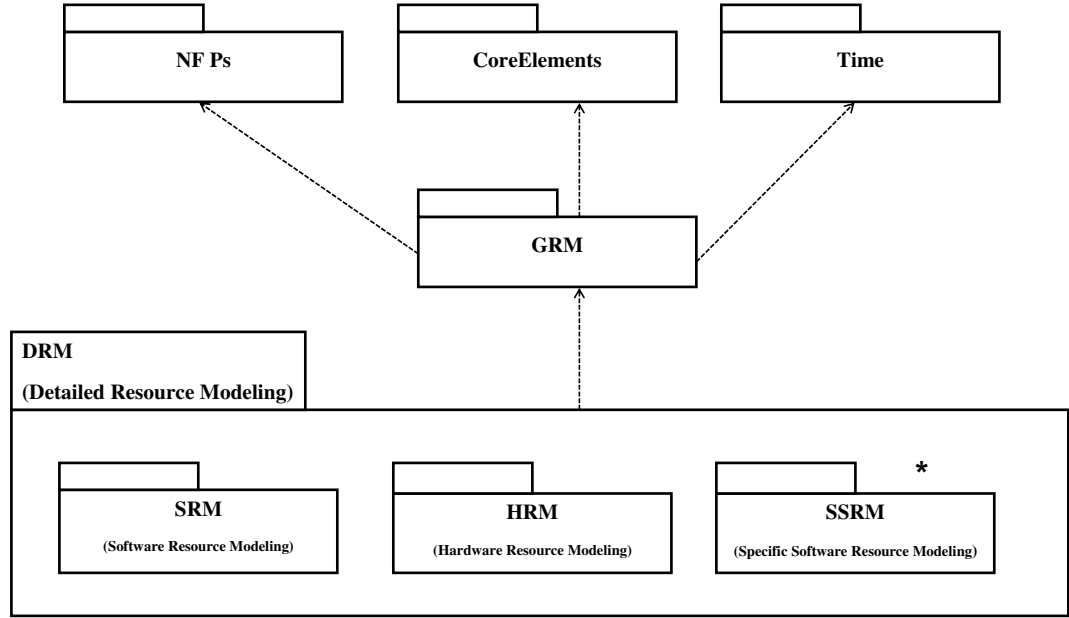 NF Ps
CoreElements
Time
GRM
DRM
(Detailed Resource Modeling)
*
SRM
(Software Resource Modeling)
HRM
(Hardware Resource Modeling)
SSRM
(Specific Software Resource Modeling)